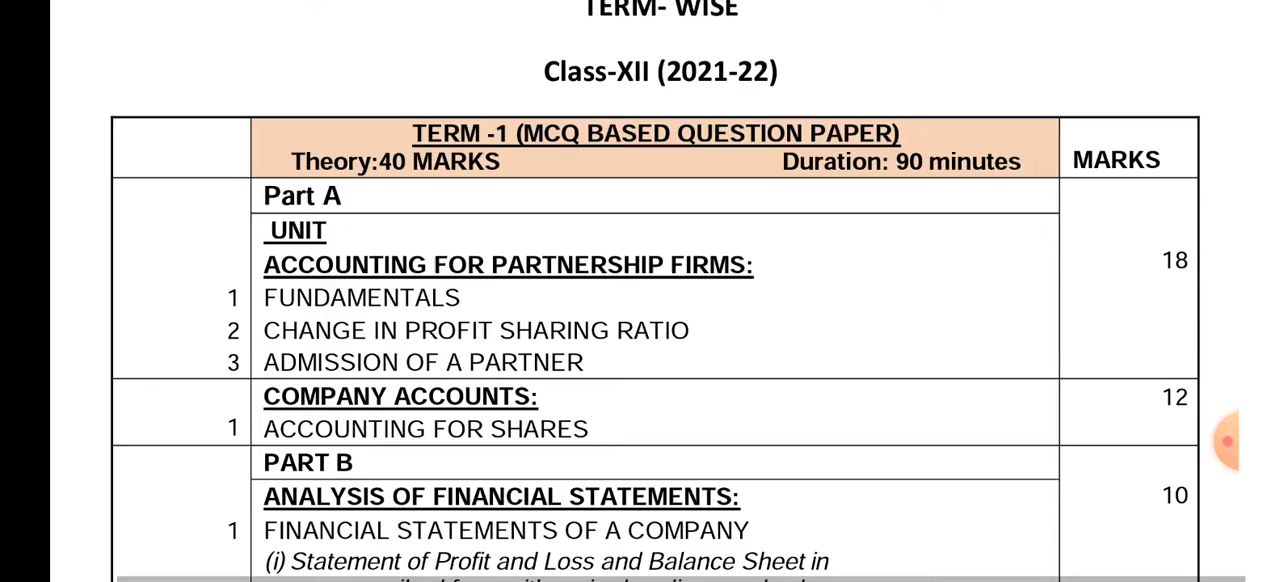 TERM- WISE
Class-XII (2021-22)
TERM -1 (MCQ BASED QUESTION PAPER)
Theory:40 MARKS Duration: 90 minutes MARKS
Part A
UNIT
ACCOUNTING FOR PARTNERSHIP FIRMS: 18
1 FUNDAMENTALS
2 CHANGE IN PROFIT SHARING RATIO
3 ADMISSION OF A PARTNER
COMPANY ACCOUNTS: 12
1 ACCOUNTING FOR SHARES
PART B
ANALYSIS OF FINANCIAL STATEMENTS: 10
1 FINANCIAL STATEMENTS OF A COMPANY
(i) Statement of Profit and Loss and Balance Sheet in